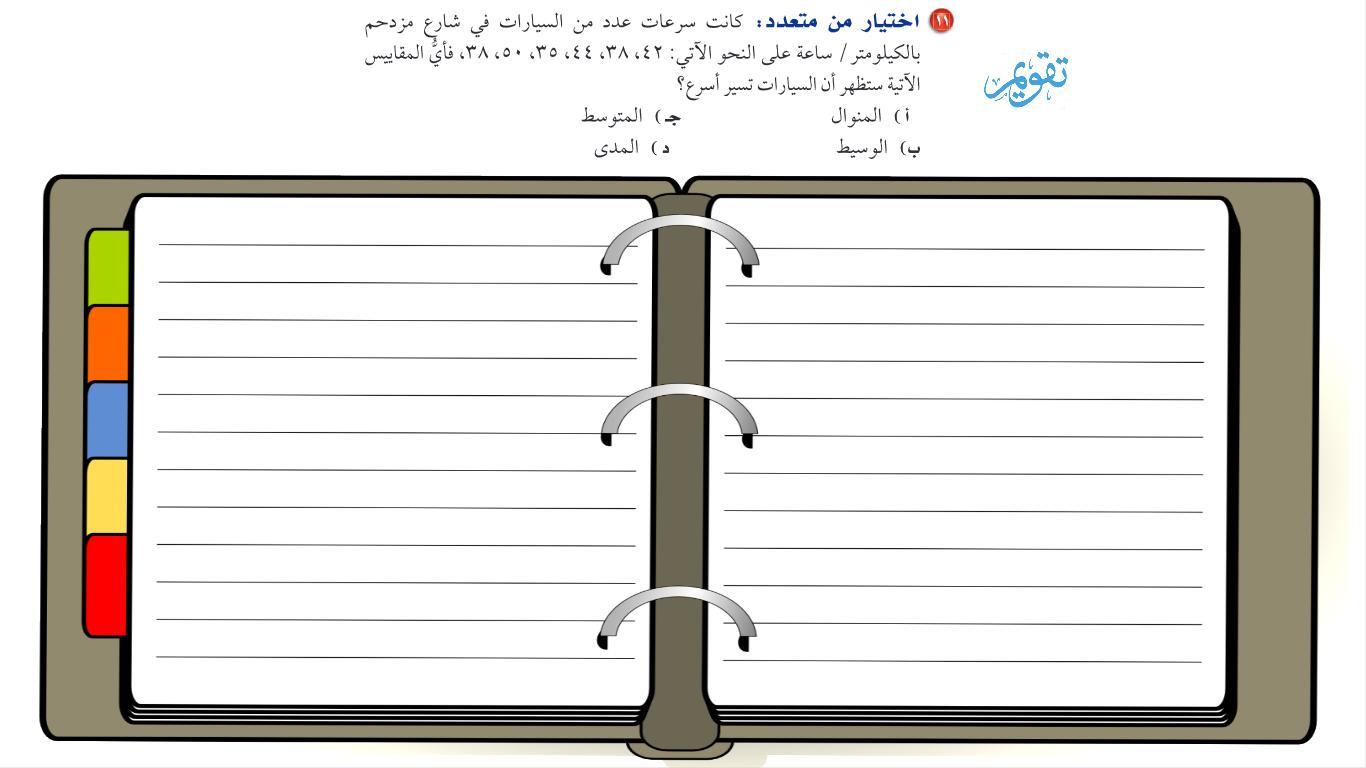 ٢١ اختيار من متعدد: كانت سرعات عدد من السيارات في شارعٍ مزدحم
بالكيلومتر/ ساعة على النحو الآتي: ٤٢، ٣٨، ٤٤، ٣٥، ٥٠، ٣٨، فأيُّ المقاييس
الآتية ستظهر أن السيارات تسير أسرع؟
أ) المنوال جـ) المتوسط
ب) الوسيط د) المدى
تقويم